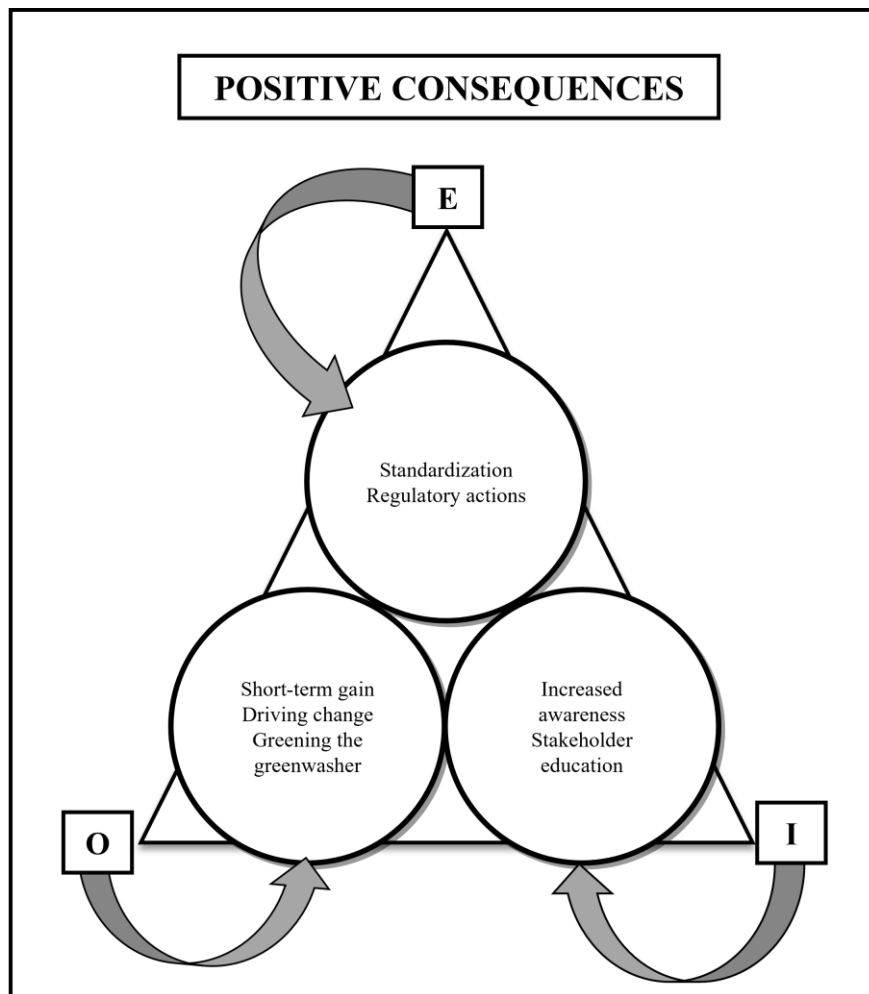 POSITIVE CONSEQUENCES
E
Standardization
Regulatory actions
Short-term gain
Driving change
Greening the
greenwasher
Increased
awareness
Stakeholder
education
O
I